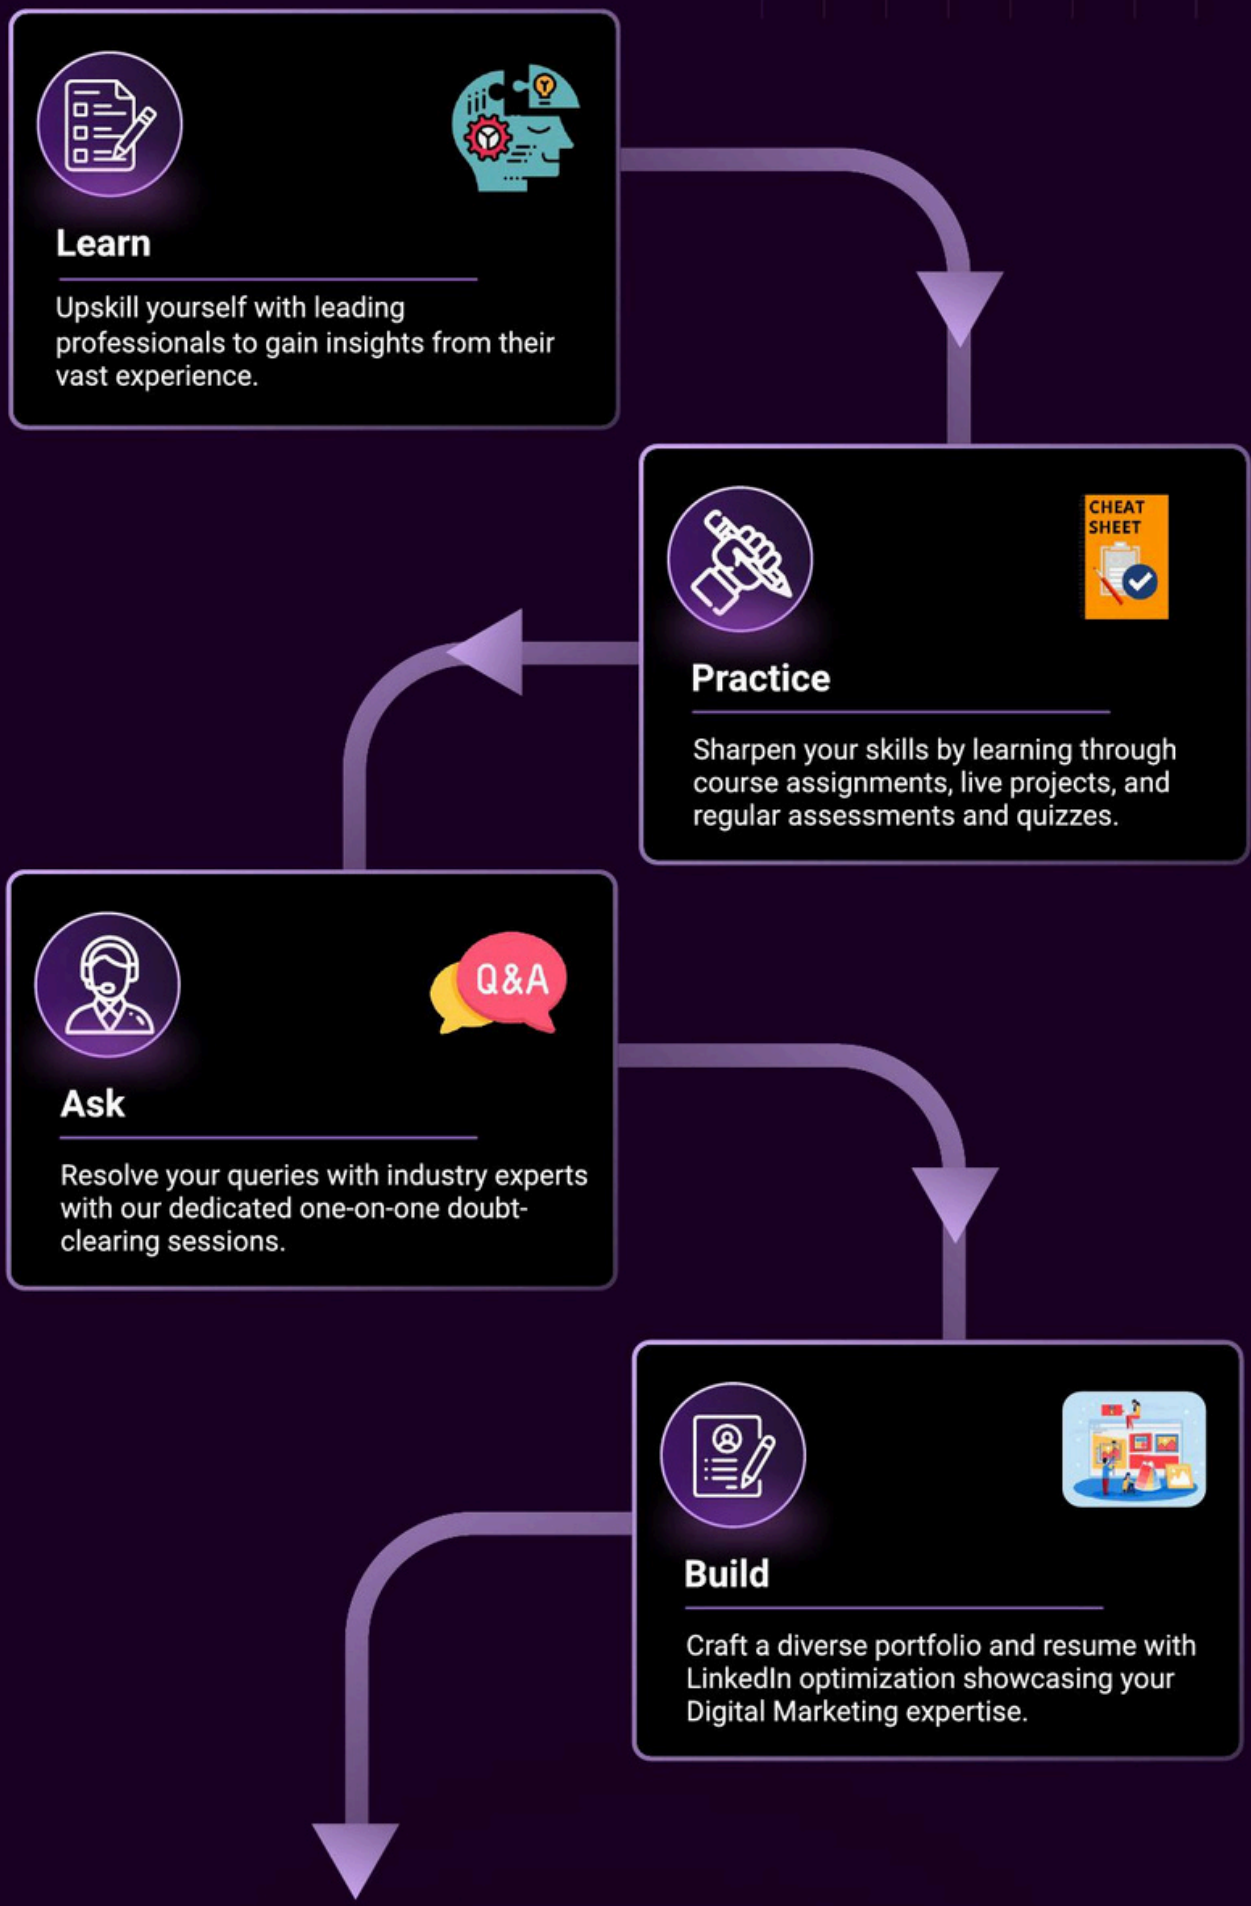 Learn
Upskill yourself with leading
professionals to gain insights from their
vast experience.
CHEAT
SHEET
Practice
Sharpen your skills by learning through
course assignments, live projects, and
regular assessments and quizzes.
Q&A
Ask
Resolve your queries with industry experts
with our dedicated one-on-one doubt-
clearing sessions.
Build
Craft a diverse portfolio and resume with
LinkedIn optimization showcasing your
Digital Marketing expertise.